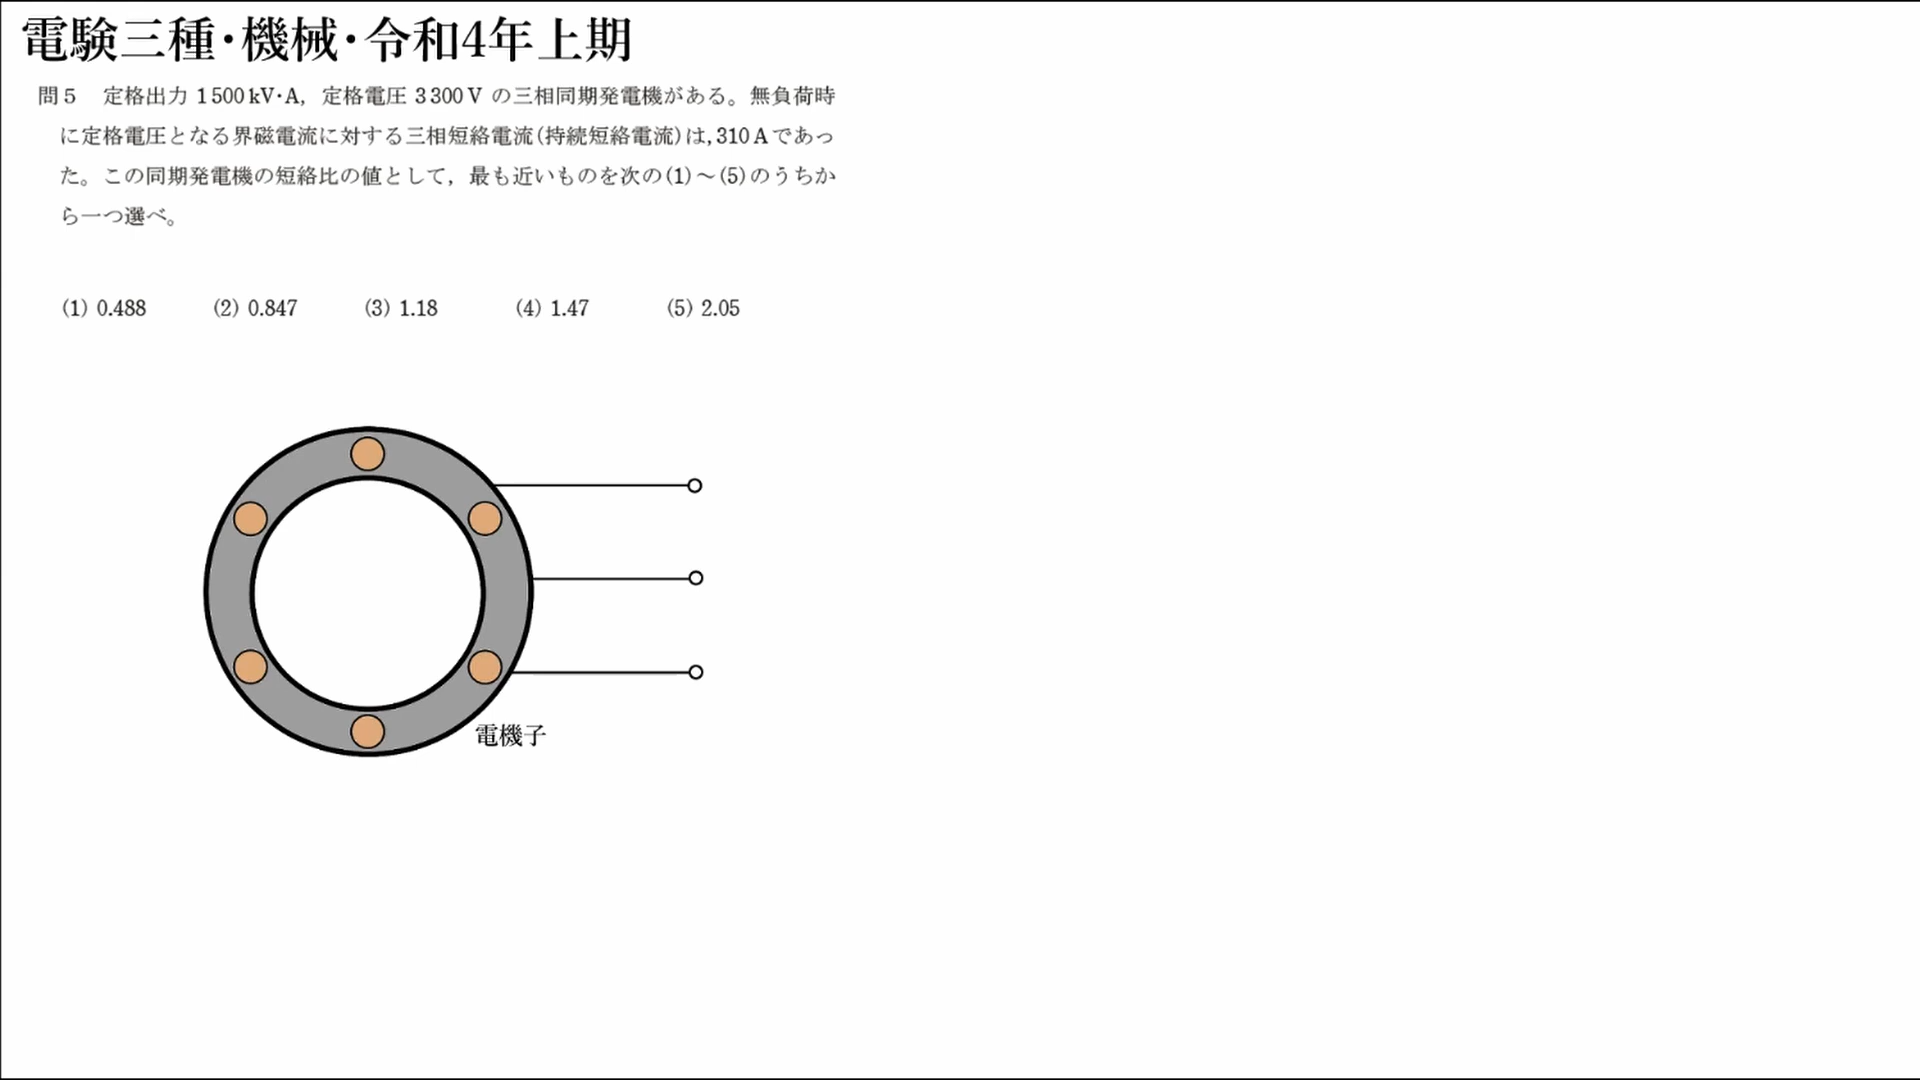 電験三種･機械･令和4年上期
問５　定格出力 1500kV･A，定格電圧 3300V の三相同期発電機がある。無負荷時
に定格電圧となる界磁電流に対する三相短絡電流(持続短絡電流)は,310Aであっ
た。この同期発電機の短絡比の値として，最も近いものを次の(1)～(5)のうちか
ら一つ選べ。
(1) 0.488　(2) 0.847　(3) 1.18　(4) 1.47　(5) 2.05
電機子